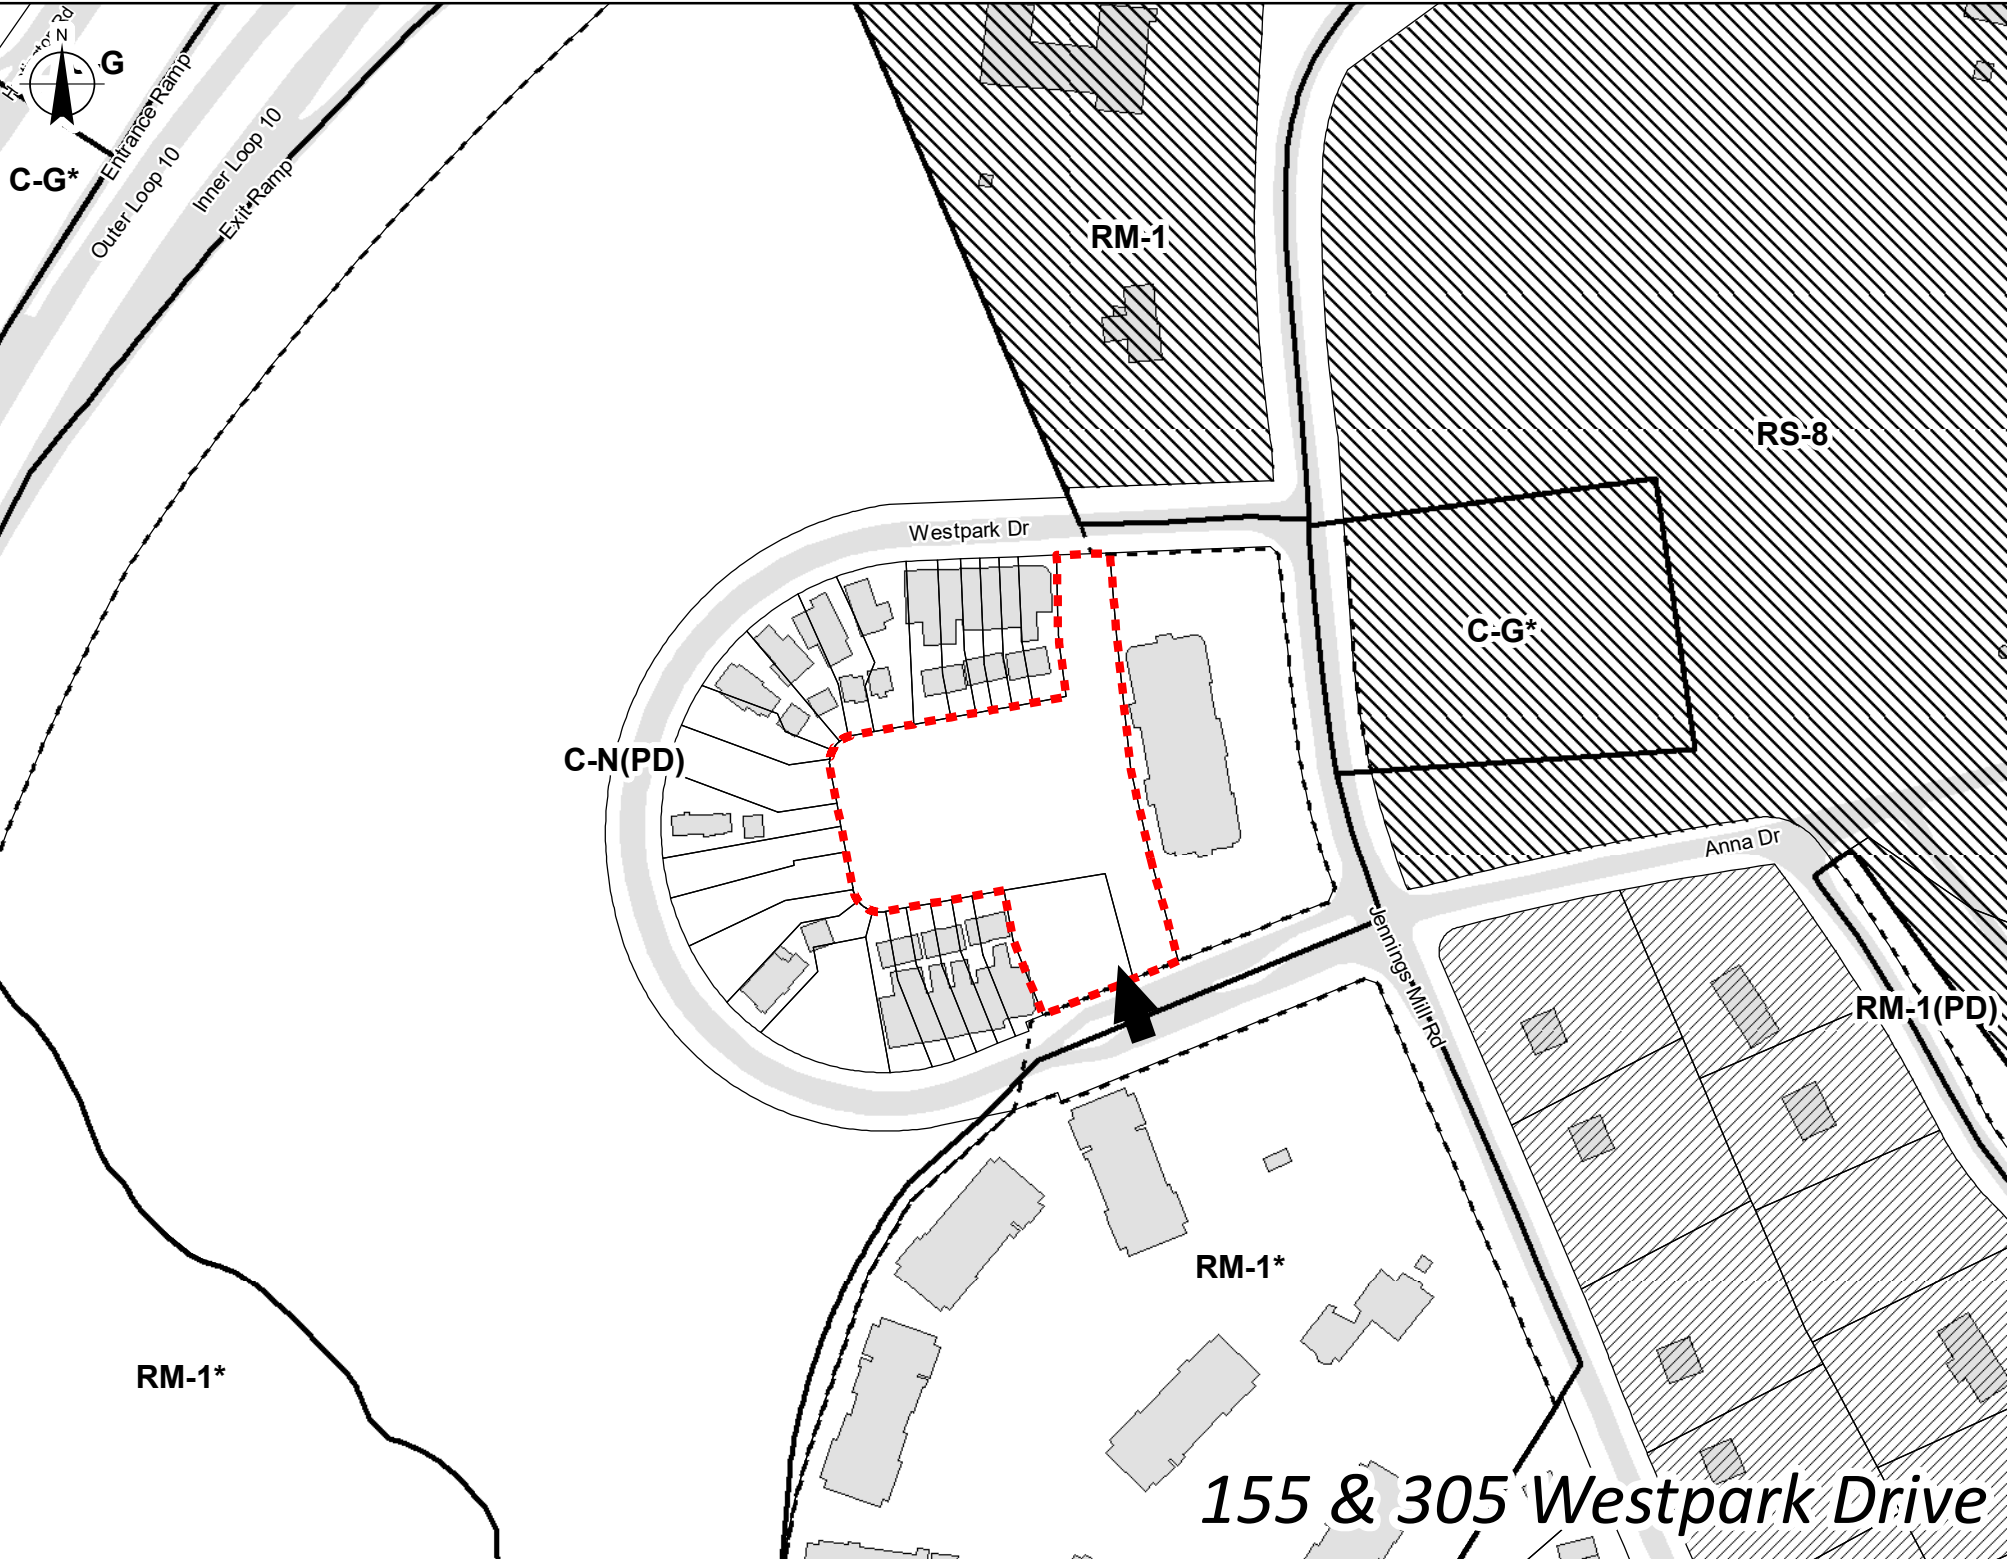 N
G
Entrance Ramp
C-G*
Outer Loop 10
Inner Loop 10
Exit Ramp
RM-1
RS-8
Westpark Dr
C-G*
C-N(PD)
Anna Dr
Jennings Mill Rd
RM-1(PD)
RM-1*
RM-1*
155 & 305 Westpark Drive